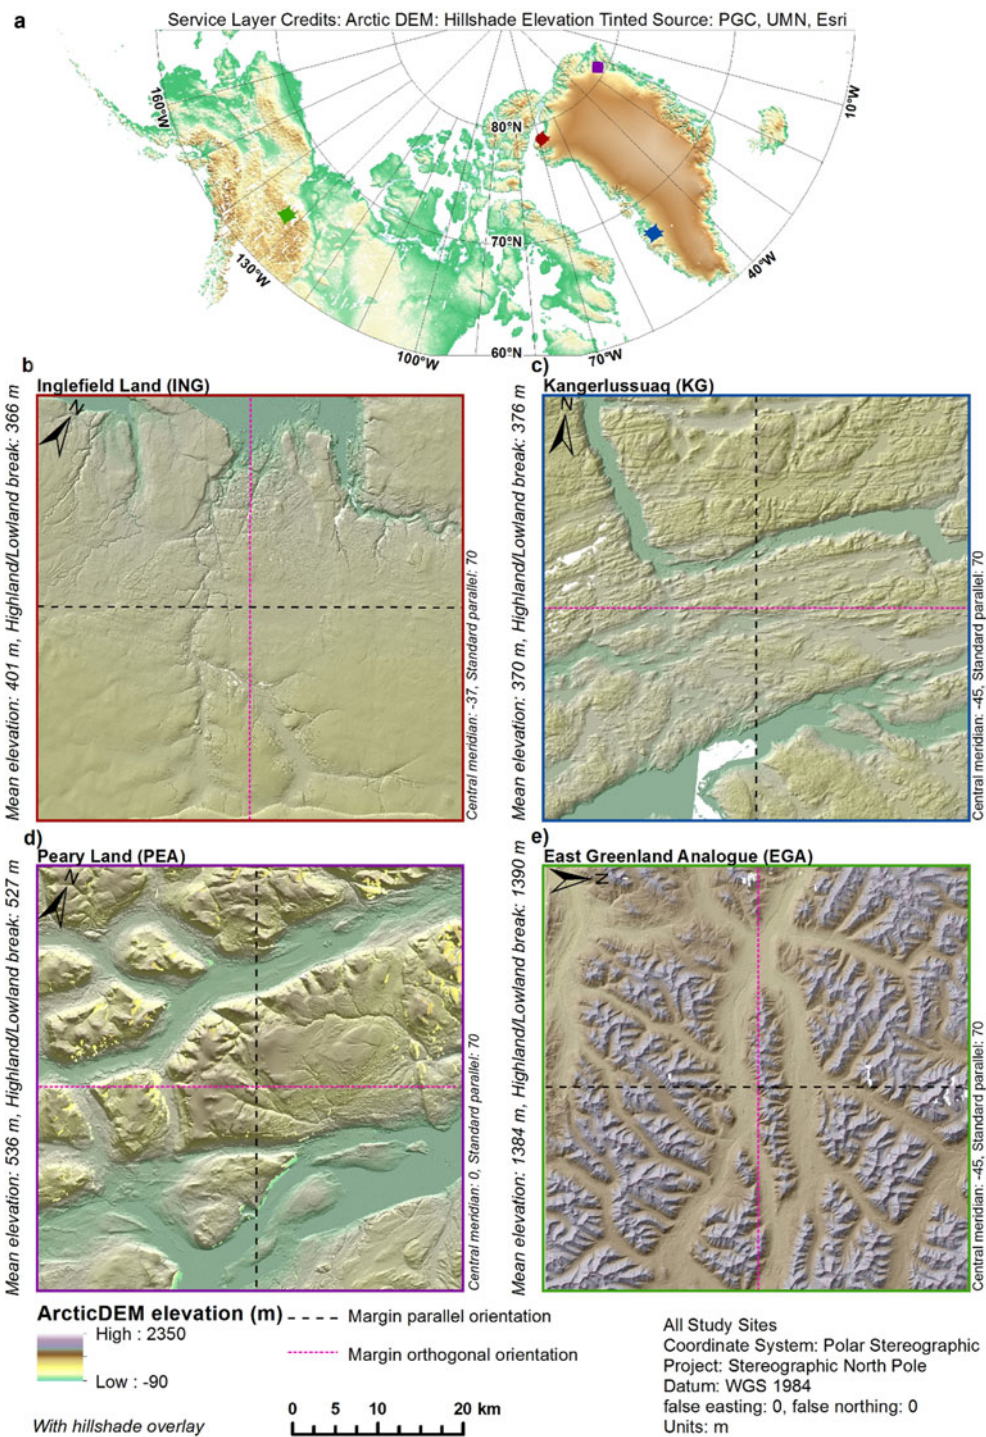 a
Service Layer Credits: Arctic DEM: Hillshade Elevation Tinted Source: PGC, UMN, Esri
160°W
10°W
80°N
70°N
130°W
40°W
100°W
60°N
70°W
b
Inglefield Land (ING)
N
Mean elevation: 401 m, Highland/Lowland break: 366 m
Central meridian: -37, Standard parallel: 70
c)
Kangerlussuaq (KG)
N
Mean elevation: 370 m, Highland/Lowland break: 376 m
Central meridian: -45, Standard parallel: 70
d)
Peary Land (PEA)
N
Mean elevation: 536 m, Highland/Lowland break: 527 m
Central meridian: 0, Standard parallel: 70
e)
East Greenland Analogue (EGA)
N
Mean elevation: 1384 m, Highland/Lowland break: 1390 m
Central meridian: -45, Standard parallel: 70
ArcticDEM elevation (m)
High : 2350
Low : -90
With hillshade overlay
Margin parallel orientation
Margin orthogonal orientation
0 5 10 20 km
All Study Sites
Coordinate System: Polar Stereographic
Project: Stereographic North Pole
Datum: WGS 1984
false easting: 0, false northing: 0
Units: m